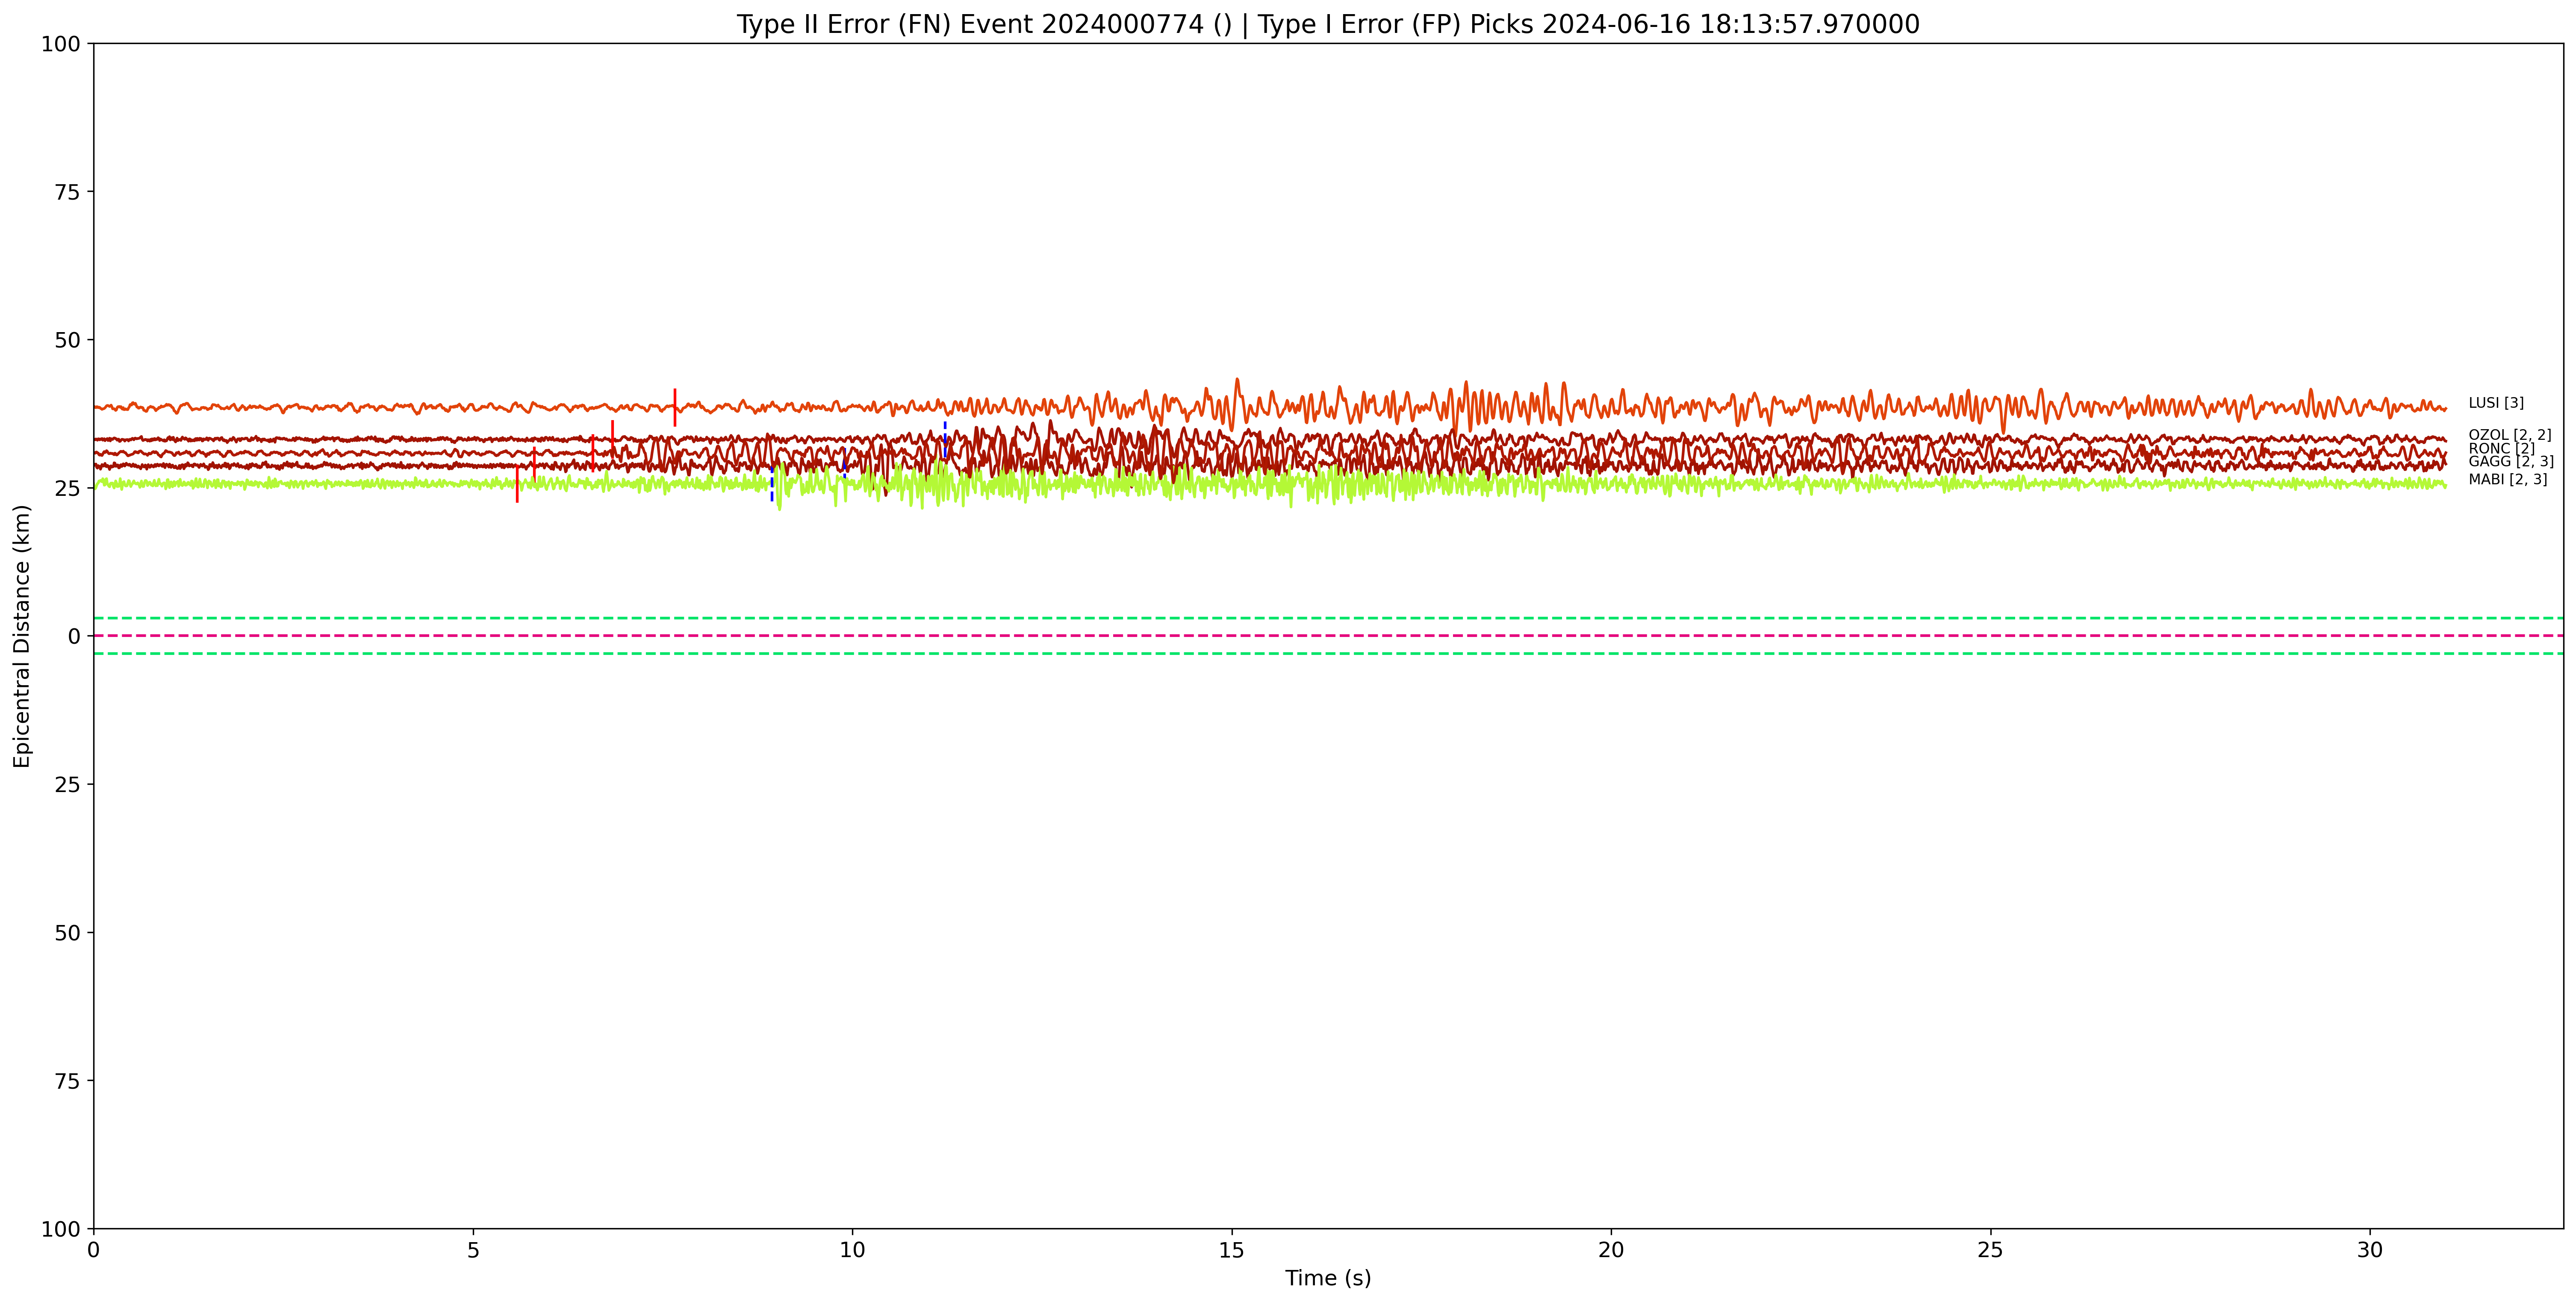 Type II Error (FN) Event 2024000774 () | Type I Error (FP) Picks 2024-06-16 18:13:57.970000
100
75
50
25
0
25
50
75
100
Epicentral Distance (km)
LUSI [3]
OZOL [2, 2]
RONC [2]
GAGG [2, 3]
MABI [2, 3]
0 5 10 15 20 25 30
Time (s)